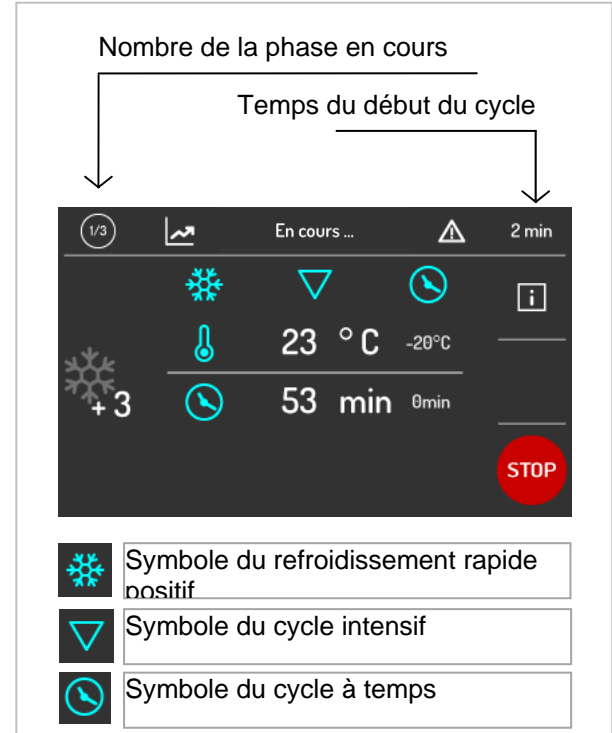 Nombre de la phase en cours
Temps du début du cycle
1/3 En cours ... 2 min
i
23 °C -20°C
+3
53 min 0min
STOP
Symbole du refroidissement rapide
positif
Symbole du cycle intensif
Symbole du cycle à temps